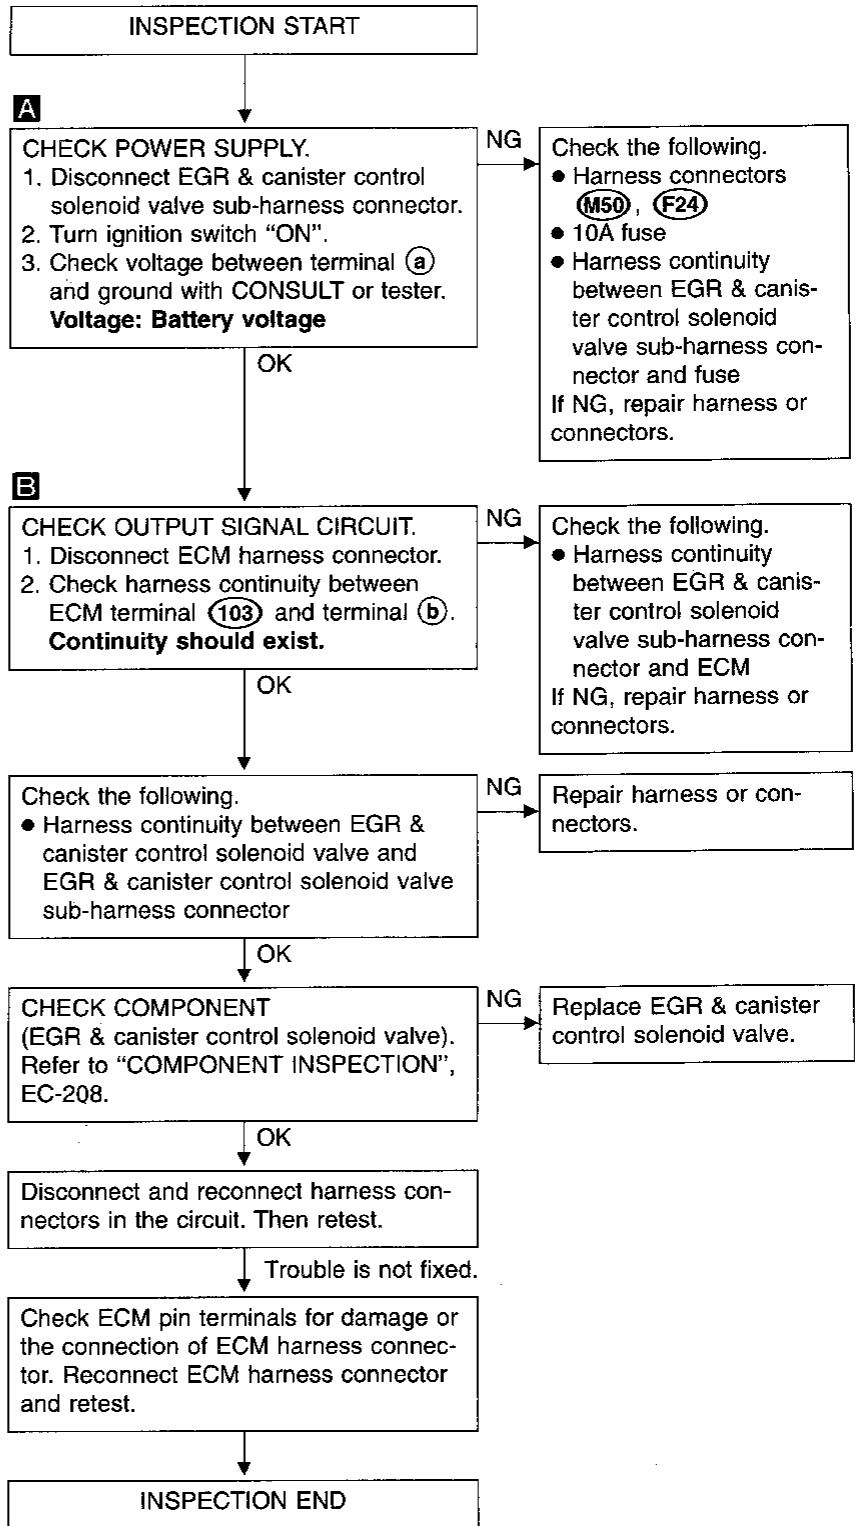 INSPECTION START
A
CHECK POWER SUPPLY.
1. Disconnect EGR & canister control
solenoid valve sub-harness connector.
2. Turn ignition switch “ON”.
3. Check voltage between terminal ⓐ
and ground with CONSULT or tester.
Voltage: Battery voltage
NG
Check the following.
● Harness connectors
M50, F24
● 10A fuse
● Harness continuity
between EGR & canis-
ter control solenoid
valve sub-harness con-
nector and fuse
If NG, repair harness or
connectors.
OK
B
CHECK OUTPUT SIGNAL CIRCUIT.
1. Disconnect ECM harness connector.
2. Check harness continuity between
ECM terminal 103 and terminal ⓑ.
Continuity should exist.
NG
Check the following.
● Harness continuity
between EGR & canis-
ter control solenoid
valve sub-harness con-
nector and ECM
If NG, repair harness or
connectors.
OK
Check the following.
● Harness continuity between EGR &
canister control solenoid valve and
EGR & canister control solenoid valve
sub-harness connector
NG
Repair harness or con-
nectors.
OK
CHECK COMPONENT
(EGR & canister control solenoid valve).
Refer to “COMPONENT INSPECTION”,
EC-208.
NG
Replace EGR & canister
control solenoid valve.
OK
Disconnect and reconnect harness con-
nectors in the circuit. Then retest.
Trouble is not fixed.
Check ECM pin terminals for damage or
the connection of ECM harness connec-
tor. Reconnect ECM harness connector
and retest.
INSPECTION END